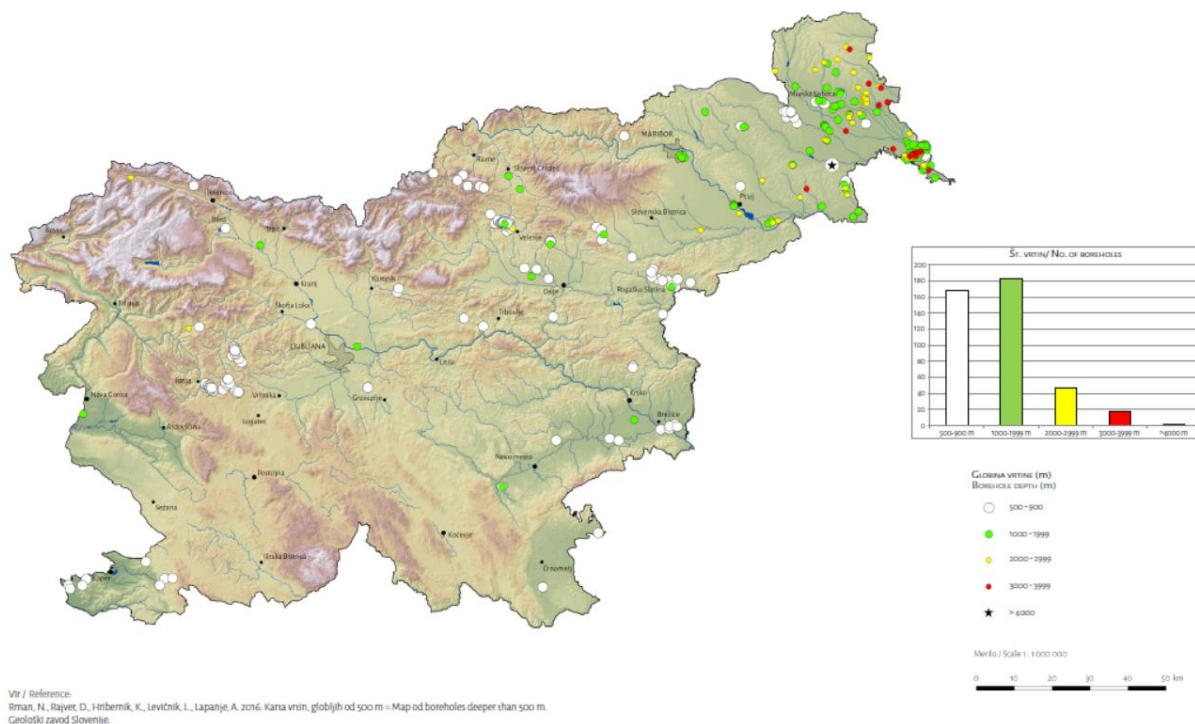 Murska Sobota
MARIBOR
Ravne
Slovenj Gradec
Jesenice
Bled
Tržič
Ptuj
Slovenska Bistrica
Velenje
Kranj
Kamnik
Celje
Rogaška Slatina
Tolmin
Škofja Loka
Trbovlje
LJUBLJANA
Litija
Idrija
Nova Gorica
Vrhnika
Grosuplje
Krško
Brežice
Logatec
Ajdovščina
Novo mesto
Postojna
Sežana
Kočevje
Ilirska Bistrica
Črnomelj
Koper
Št. vrtin/ No. of boreholes
200
180
160
140
120
100
80
60
40
20
0
500-900 m 1000-1999 m 2000-2999 m 3000-3999 m >4000 m
Globina vrtine (m)
Borehole depth (m)
500 - 900
1000 - 1999
2000 - 2999
3000 - 3999
> 4000
Merilo / Scale 1 : 1 000 000
0 10 20 30 40 50 km
Vir / Reference:
Rman, N., Rajver, D., Hribernik, K., Levičnik, L., Lapanje, A. 2016: Karta vrtin, globljih od 500 m = Map of boreholes deeper than 500 m.
Geološki zavod Slovenije.